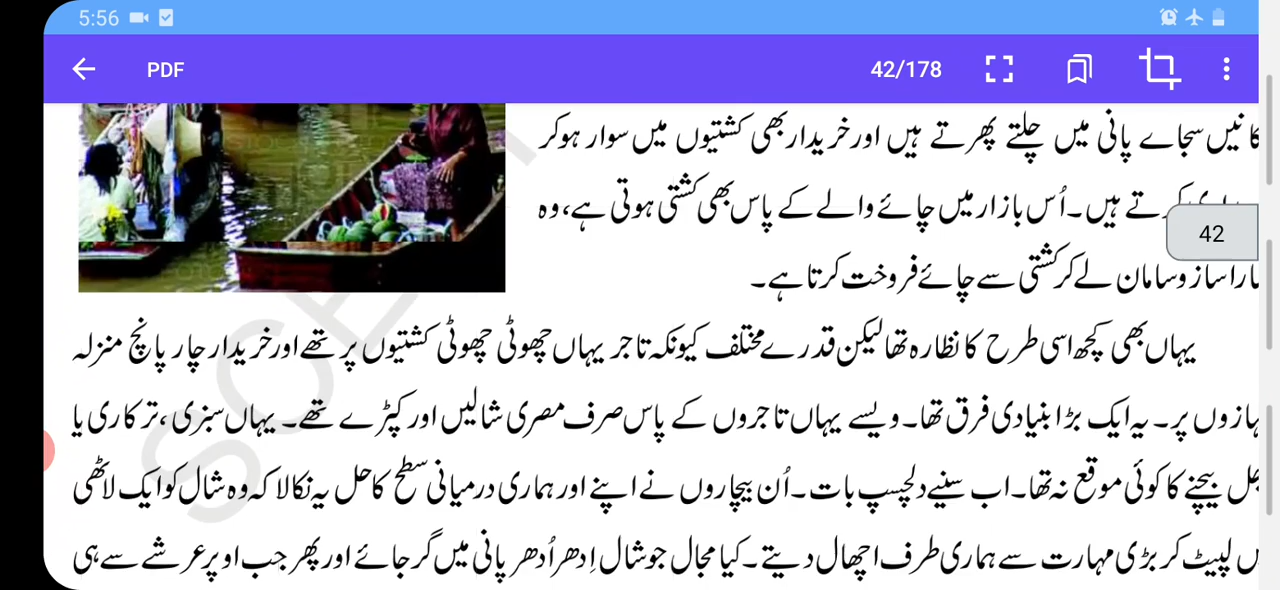 5:56
PDF
42/178
کانیں سجاے پانی میں چلتے پھرتے ہیں اور خریدار بھی کشتیوں میں سوار ہوکر
کرتے ہیں۔ اُس بازار میں چائے والے کے پاس بھی کشتی ہوتی ہے، وہ
42
ارا ساز و سامان لے کر کشتی سے چائے فروخت کرتا ہے۔
یہاں بھی کچھ اسی طرح کا نظارہ تھا لیکن قدرے مختلف کیونکہ تاجر یہاں چھوٹی چھوٹی کشتیوں پر تھے اور خریدار چار پانچ منزلہ
ہازوں پر۔ یہ ایک بڑا بنیادی فرق تھا۔ ویسے یہاں تاجروں کے پاس صرف مصری شالیں اور کپڑے تھے۔ یہاں سبزی، ترکاری یا
بیچنے کا کوئی موقع نہ تھا۔ اب سنیے دلچسپ بات۔ اُن بیچاروں نے اپنے اور ہماری درمیانی سطح کا حل یہ نکالا کہ وہ شال کو ایک لاٹھی
لپیٹ کر بڑی مہارت سے ہماری طرف اچھال دیتے۔ کیا مجال جو شال اِدھر اُدھر پانی میں گر جائے اور پھر جب اوپر عرشے سے ہی